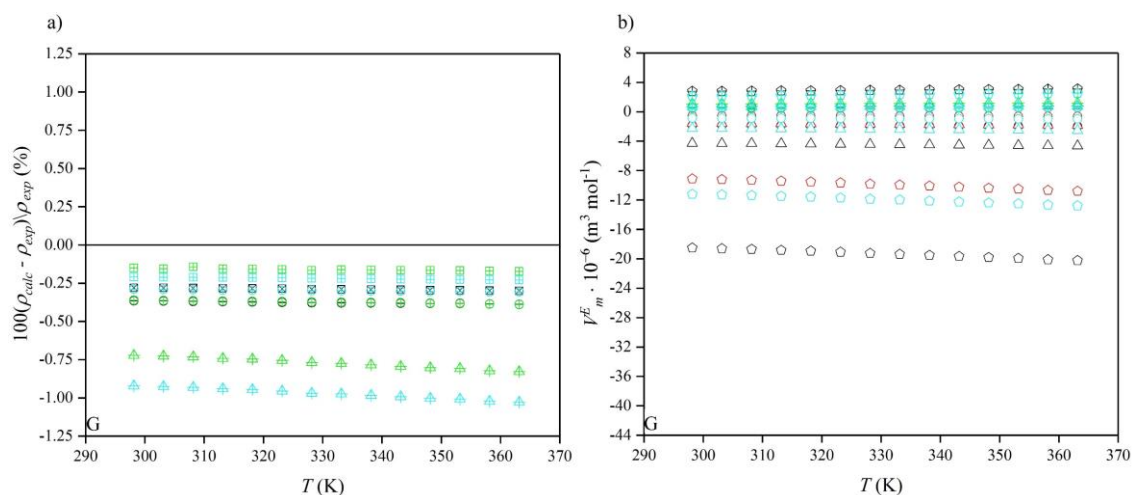 a)
100(ρcalc - ρexp)\ρexp (%)
1.25
1.00
0.75
0.50
0.25
0.00
-0.25
-0.50
-0.75
-1.00
-1.25
G
290 300 310 320 330 340 350 360 370
T (K)
b)
V^E_m · 10^-6 (m^3 mol^-1)
8
4
0
-4
-8
-12
-16
-20
-24
-28
-32
-36
-40
-44
G
290 300 310 320 330 340 350 360 370
T (K)